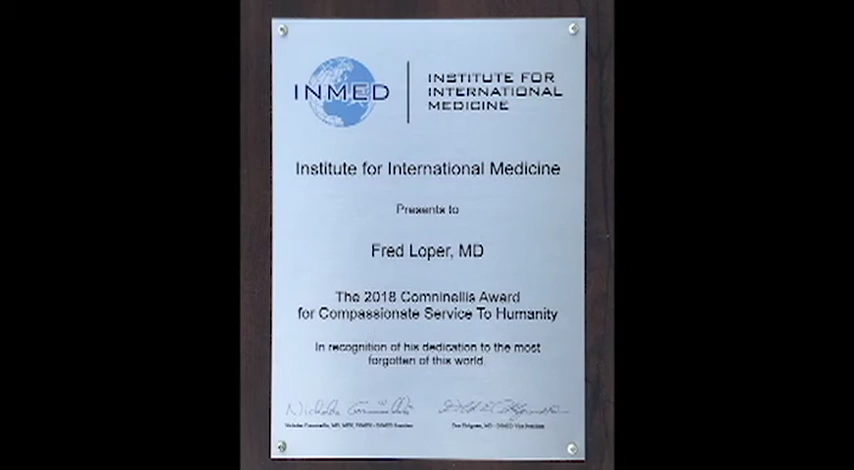 INMED
INSTITUTE FOR
INTERNATIONAL
MEDICINE
Institute for International Medicine
Presents to
Fred Loper, MD
The 2018 Comninellis Award
for Compassionate Service To Humanity
In recognition of his dedication to the most
forgotten of this world.